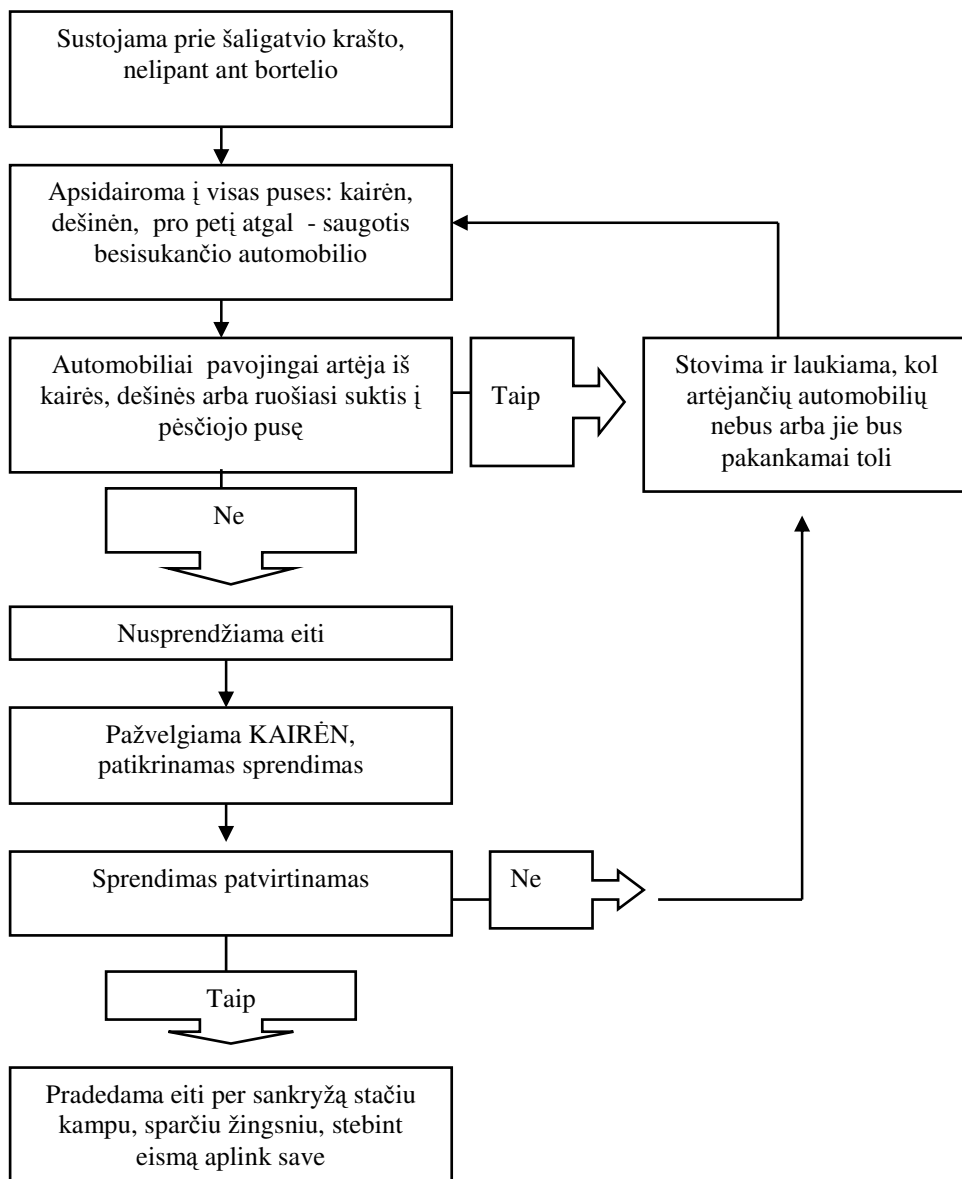 Sustojama prie šaligatvio krašto,
nelipant ant bortelio
Apsidairoma į visas puses: kairėn,
dešinėn, pro petį atgal - saugotis
besisukančio automobilio
Automobiliai pavojingai artėja iš
kairės, dešinės arba ruošiasi suktis į
pėsčiojo pusę
Taip
Stovima ir laukiama, kol
artėjančių automobilių
nebus arba jie bus
pakankamai toli
Ne
Nusprendžiama eiti
Pažvelgiama KAIRĖN,
patikrinamas sprendimas
Sprendimas patvirtinamas
Ne
Taip
Pradedama eiti per sankryžą stačiu
kampu, sparčiu žingsniu, stebint
eismą aplink save